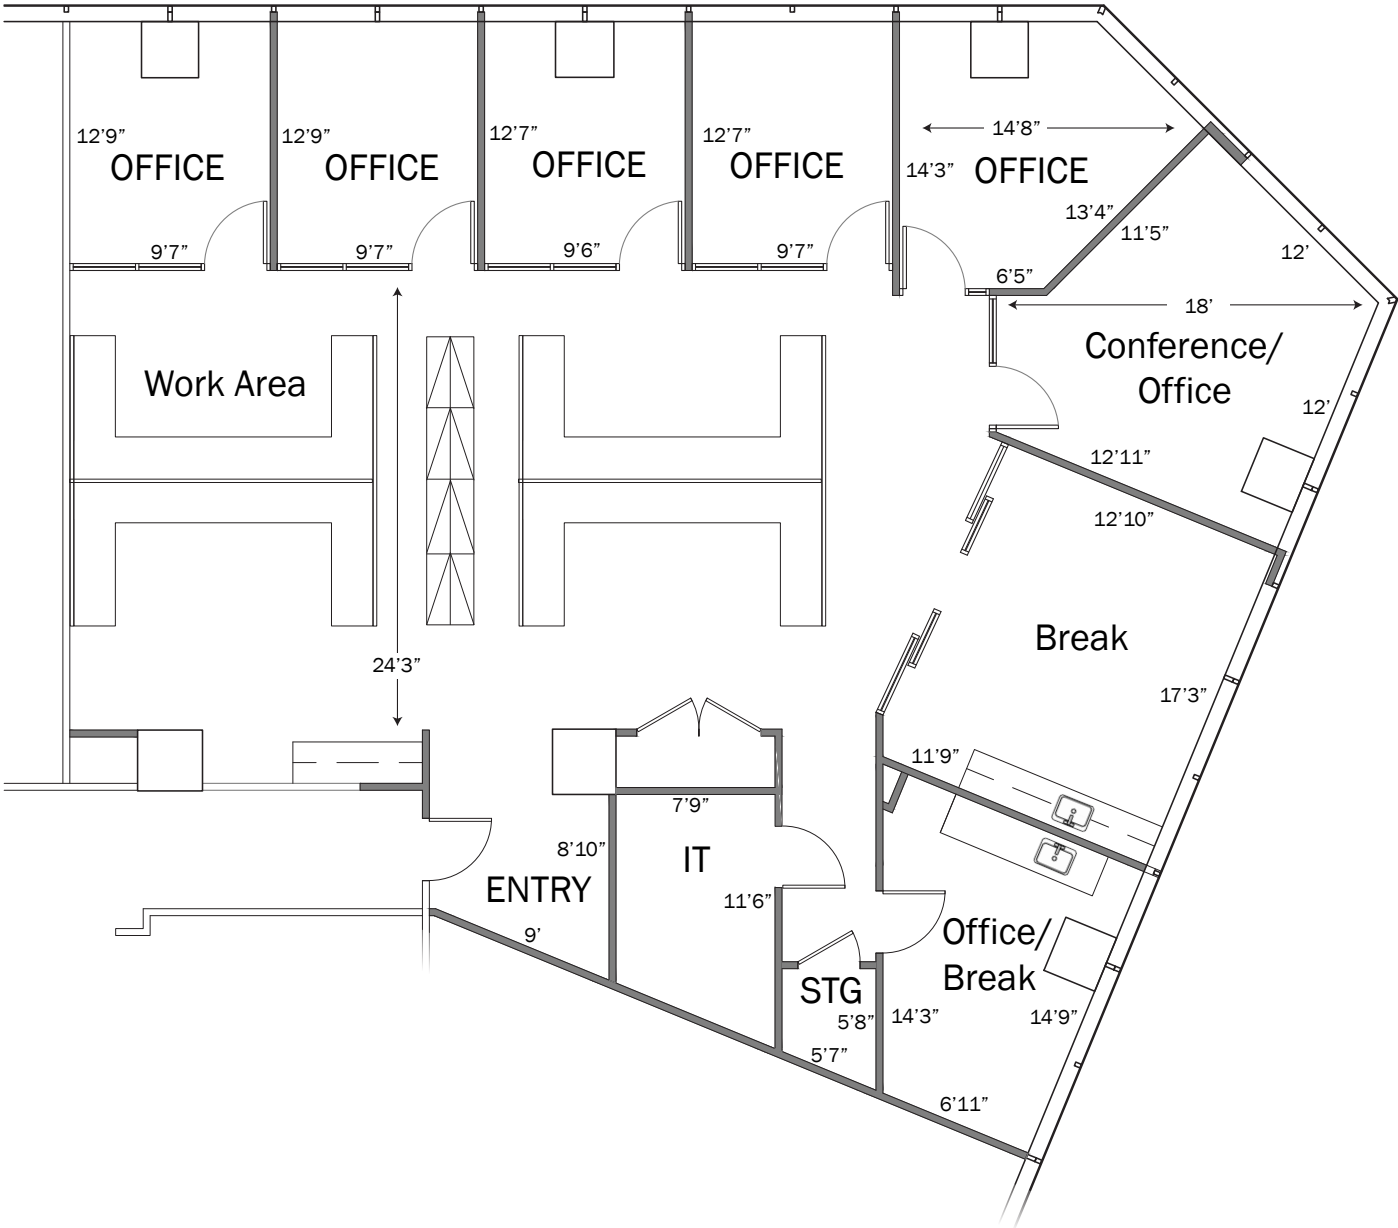 14’8”
12’9”
12’9”
12’7”
12’7”
OFFICE
OFFICE
OFFICE
OFFICE
14’3”
OFFICE
13’4”
11’5”
9’7”
9’7”
9’6”
9’7”
12’
6’5”
18’
Conference/
Office
Work Area
12’
12’11”
12’10”
Break
24’3”
17’3”
11’9”
7’9”
8’10”
IT
ENTRY
11’6”
9’
Office/
Break
STG
5’8”
14’3”
14’9”
5’7”
6’11”